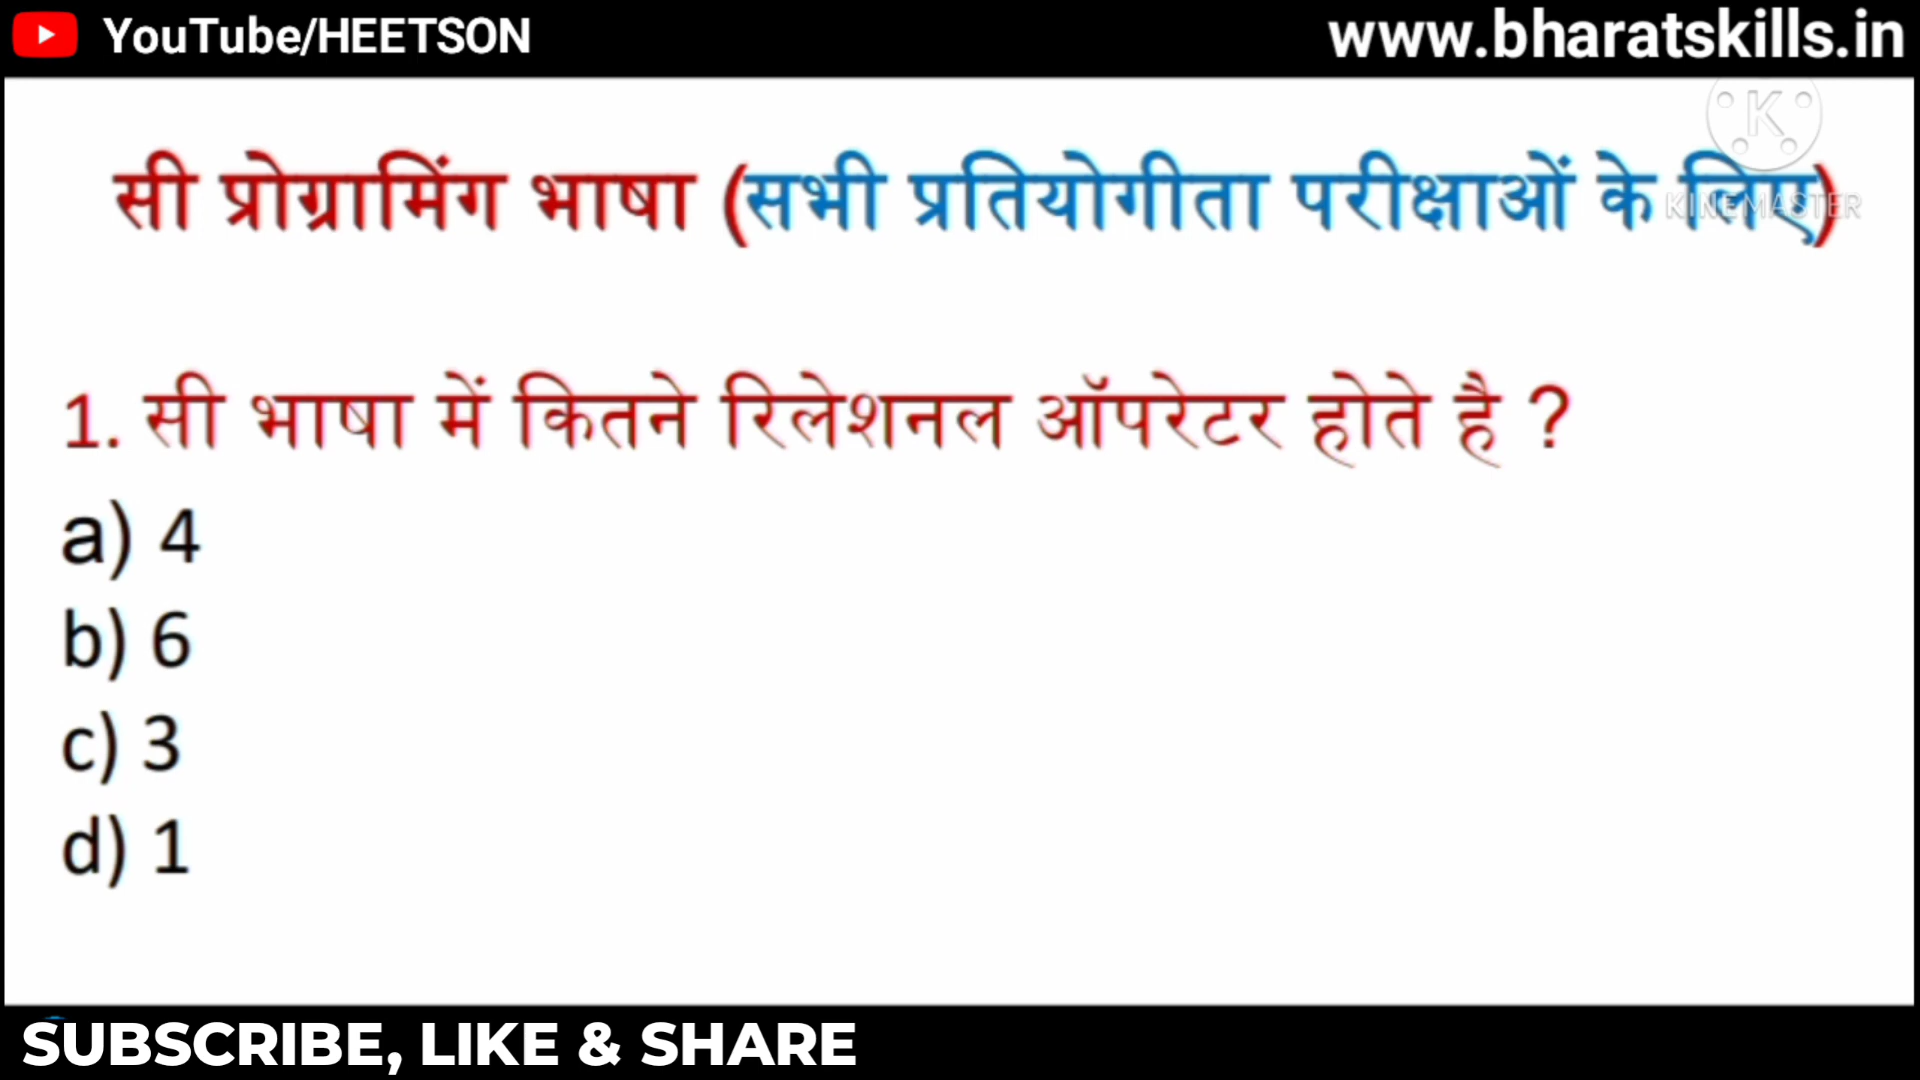 YouTube/HEETSON
www.bharatskills.in
K
KINEMASTER
सी प्रोग्रामिंग भाषा (सभी प्रतियोगीता परीक्षाओं के लिए)
1. सी भाषा में कितने रिलेशनल ऑपरेटर होते है ?
a) 4
b) 6
c) 3
d) 1
SUBSCRIBE, LIKE & SHARE